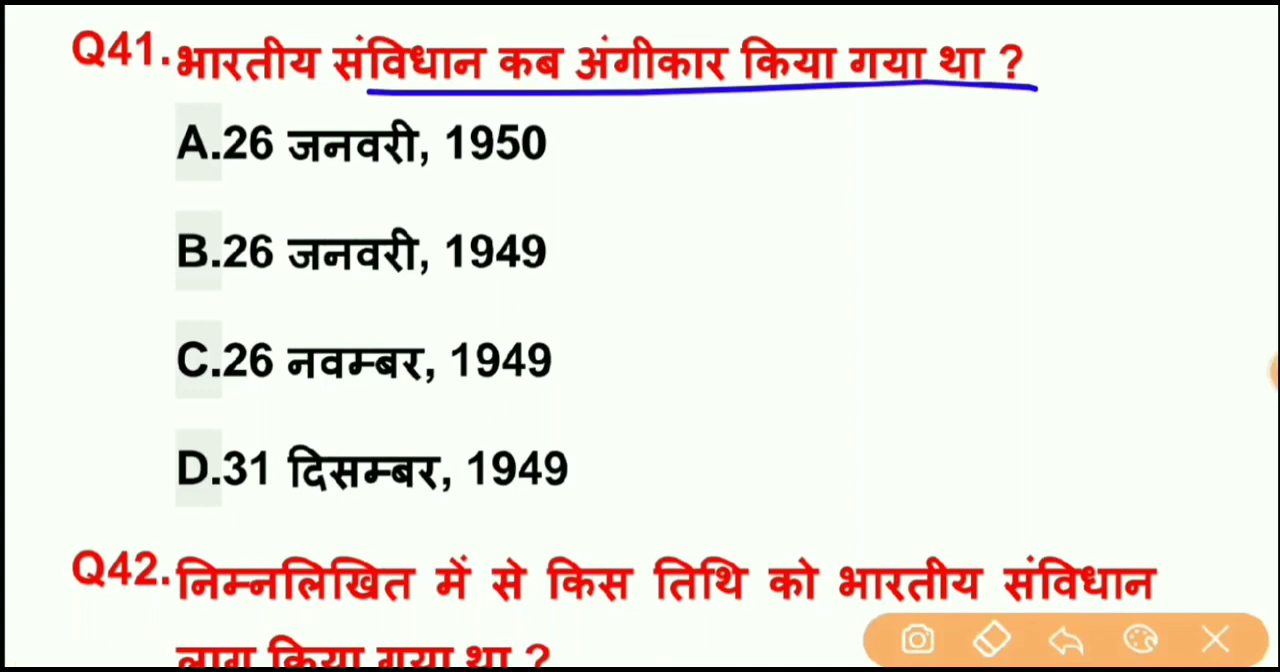 Q41. भारतीय संविधान कब अंगीकार किया गया था ?
A.26 जनवरी, 1950
B.26 जनवरी, 1949
C.26 नवम्बर, 1949
D.31 दिसम्बर, 1949
Q42. निम्नलिखित में से किस तिथि को भारतीय संविधान
लागू किया गया था ?